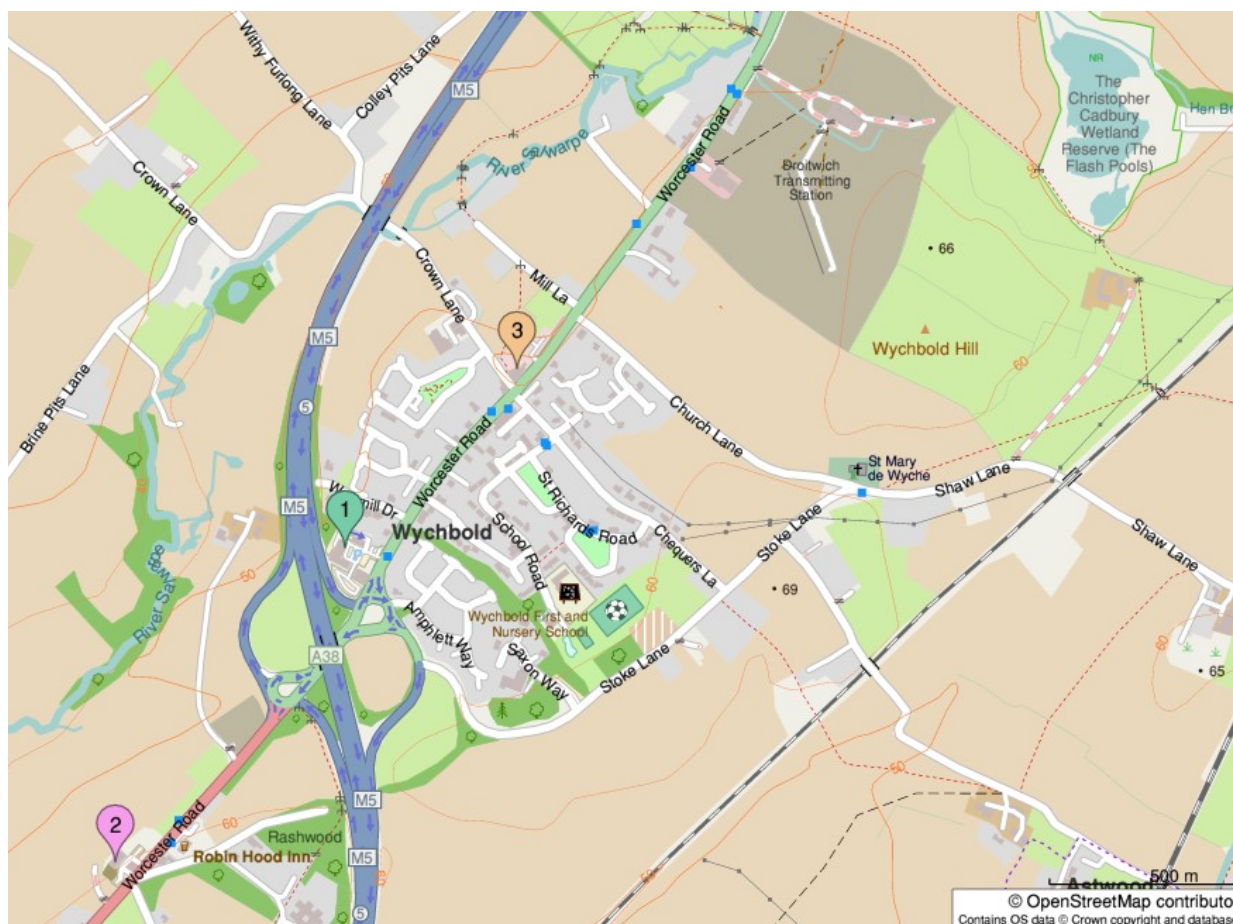 Withy Furlong Lane
Colley Pits Lane
M5
NR
The
Christopher
Cadbury
Wetland
Reserve (The
Flash Pools)
River Salwarpe
Worcester Road
Droitwich
Transmitting
Station
Crown Lane
60
66
Crown Lane
Mill La
M5
3
Wychbold Hill
60
Brine Pits Lane
5
Church Lane
Worcester Road
St Mary
de Wyche
Shaw Lane
M5
1
Wychbold
St Richards Road
School Road
Chequers La
Stoke Lane
Shaw Lane
River Salwarpe
50
60
69
Wychbold First and
Nursery School
Amphlett Way
Saxon Way
Stoke Lane
A38
60
65
50
M5
2
Worcester Road
60
Rashwood
Robin Hood Inn
M5
60
5
500 m
Astwood
© OpenStreetMap contributo
Contains OS data © Crown copyright and database